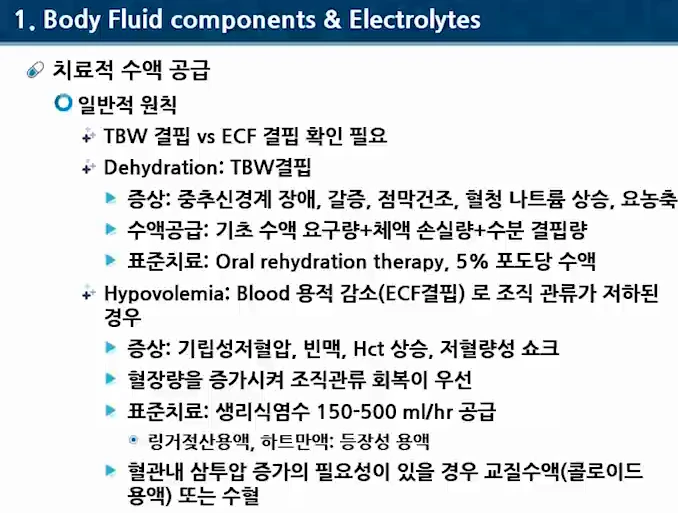 1. Body Fluid components & Electrolytes
치료적 수액 공급
일반적 원칙
TBW 결핍 vs ECF 결핍 확인 필요
Dehydration: TBW결핍
증상: 중추신경계 장애, 갈증, 점막건조, 혈청 나트륨 상승, 요농축
수액공급: 기초 수액 요구량+체액 손실량+수분 결핍량
표준치료: Oral rehydration therapy, 5% 포도당 수액
Hypovolemia: Blood 용적 감소(ECF결핍) 로 조직 관류가 저하된
경우
증상: 기립성저혈압, 빈맥, Hct 상승, 저혈량성 쇼크
혈장량을 증가시켜 조직관류 회복이 우선
표준치료: 생리식염수 150-500 ml/hr 공급
링거젖산용액, 하트만액: 등장성 용액
혈관내 삼투압 증가의 필요성이 있을 경우 교질수액(콜로이드
용액) 또는 수혈